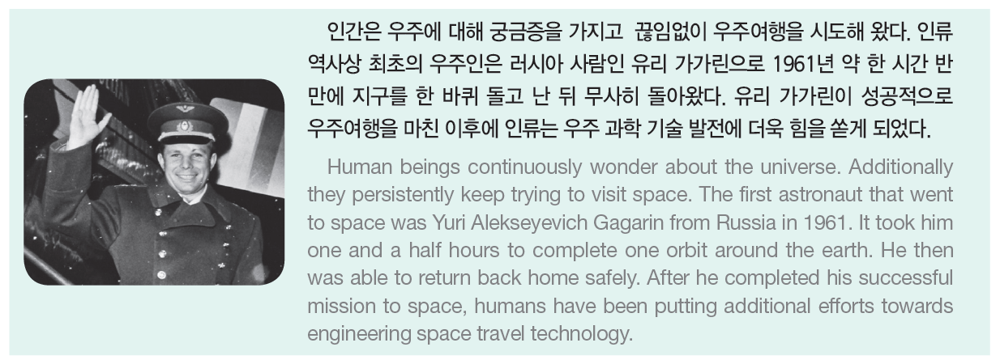 인간은 우주에 대해 궁금증을 가지고 끊임없이 우주여행을 시도해 왔다. 인류
역사상 최초의 우주인은 러시아 사람인 유리 가가린으로 1961년 약 한 시간 반
만에 지구를 한 바퀴 돌고 난 뒤 무사히 돌아왔다. 유리 가가린이 성공적으로
우주여행을 마친 이후에 인류는 우주 과학 기술 발전에 더욱 힘을 쏟게 되었다.
Human beings continuously wonder about the universe. Additionally
they persistently keep trying to visit space. The first astronaut that went
to space was Yuri Alekseyevich Gagarin from Russia in 1961. It took him
one and a half hours to complete one orbit around the earth. He then
was able to return back home safely. After he completed his successful
mission to space, humans have been putting additional efforts towards
engineering space travel technology.